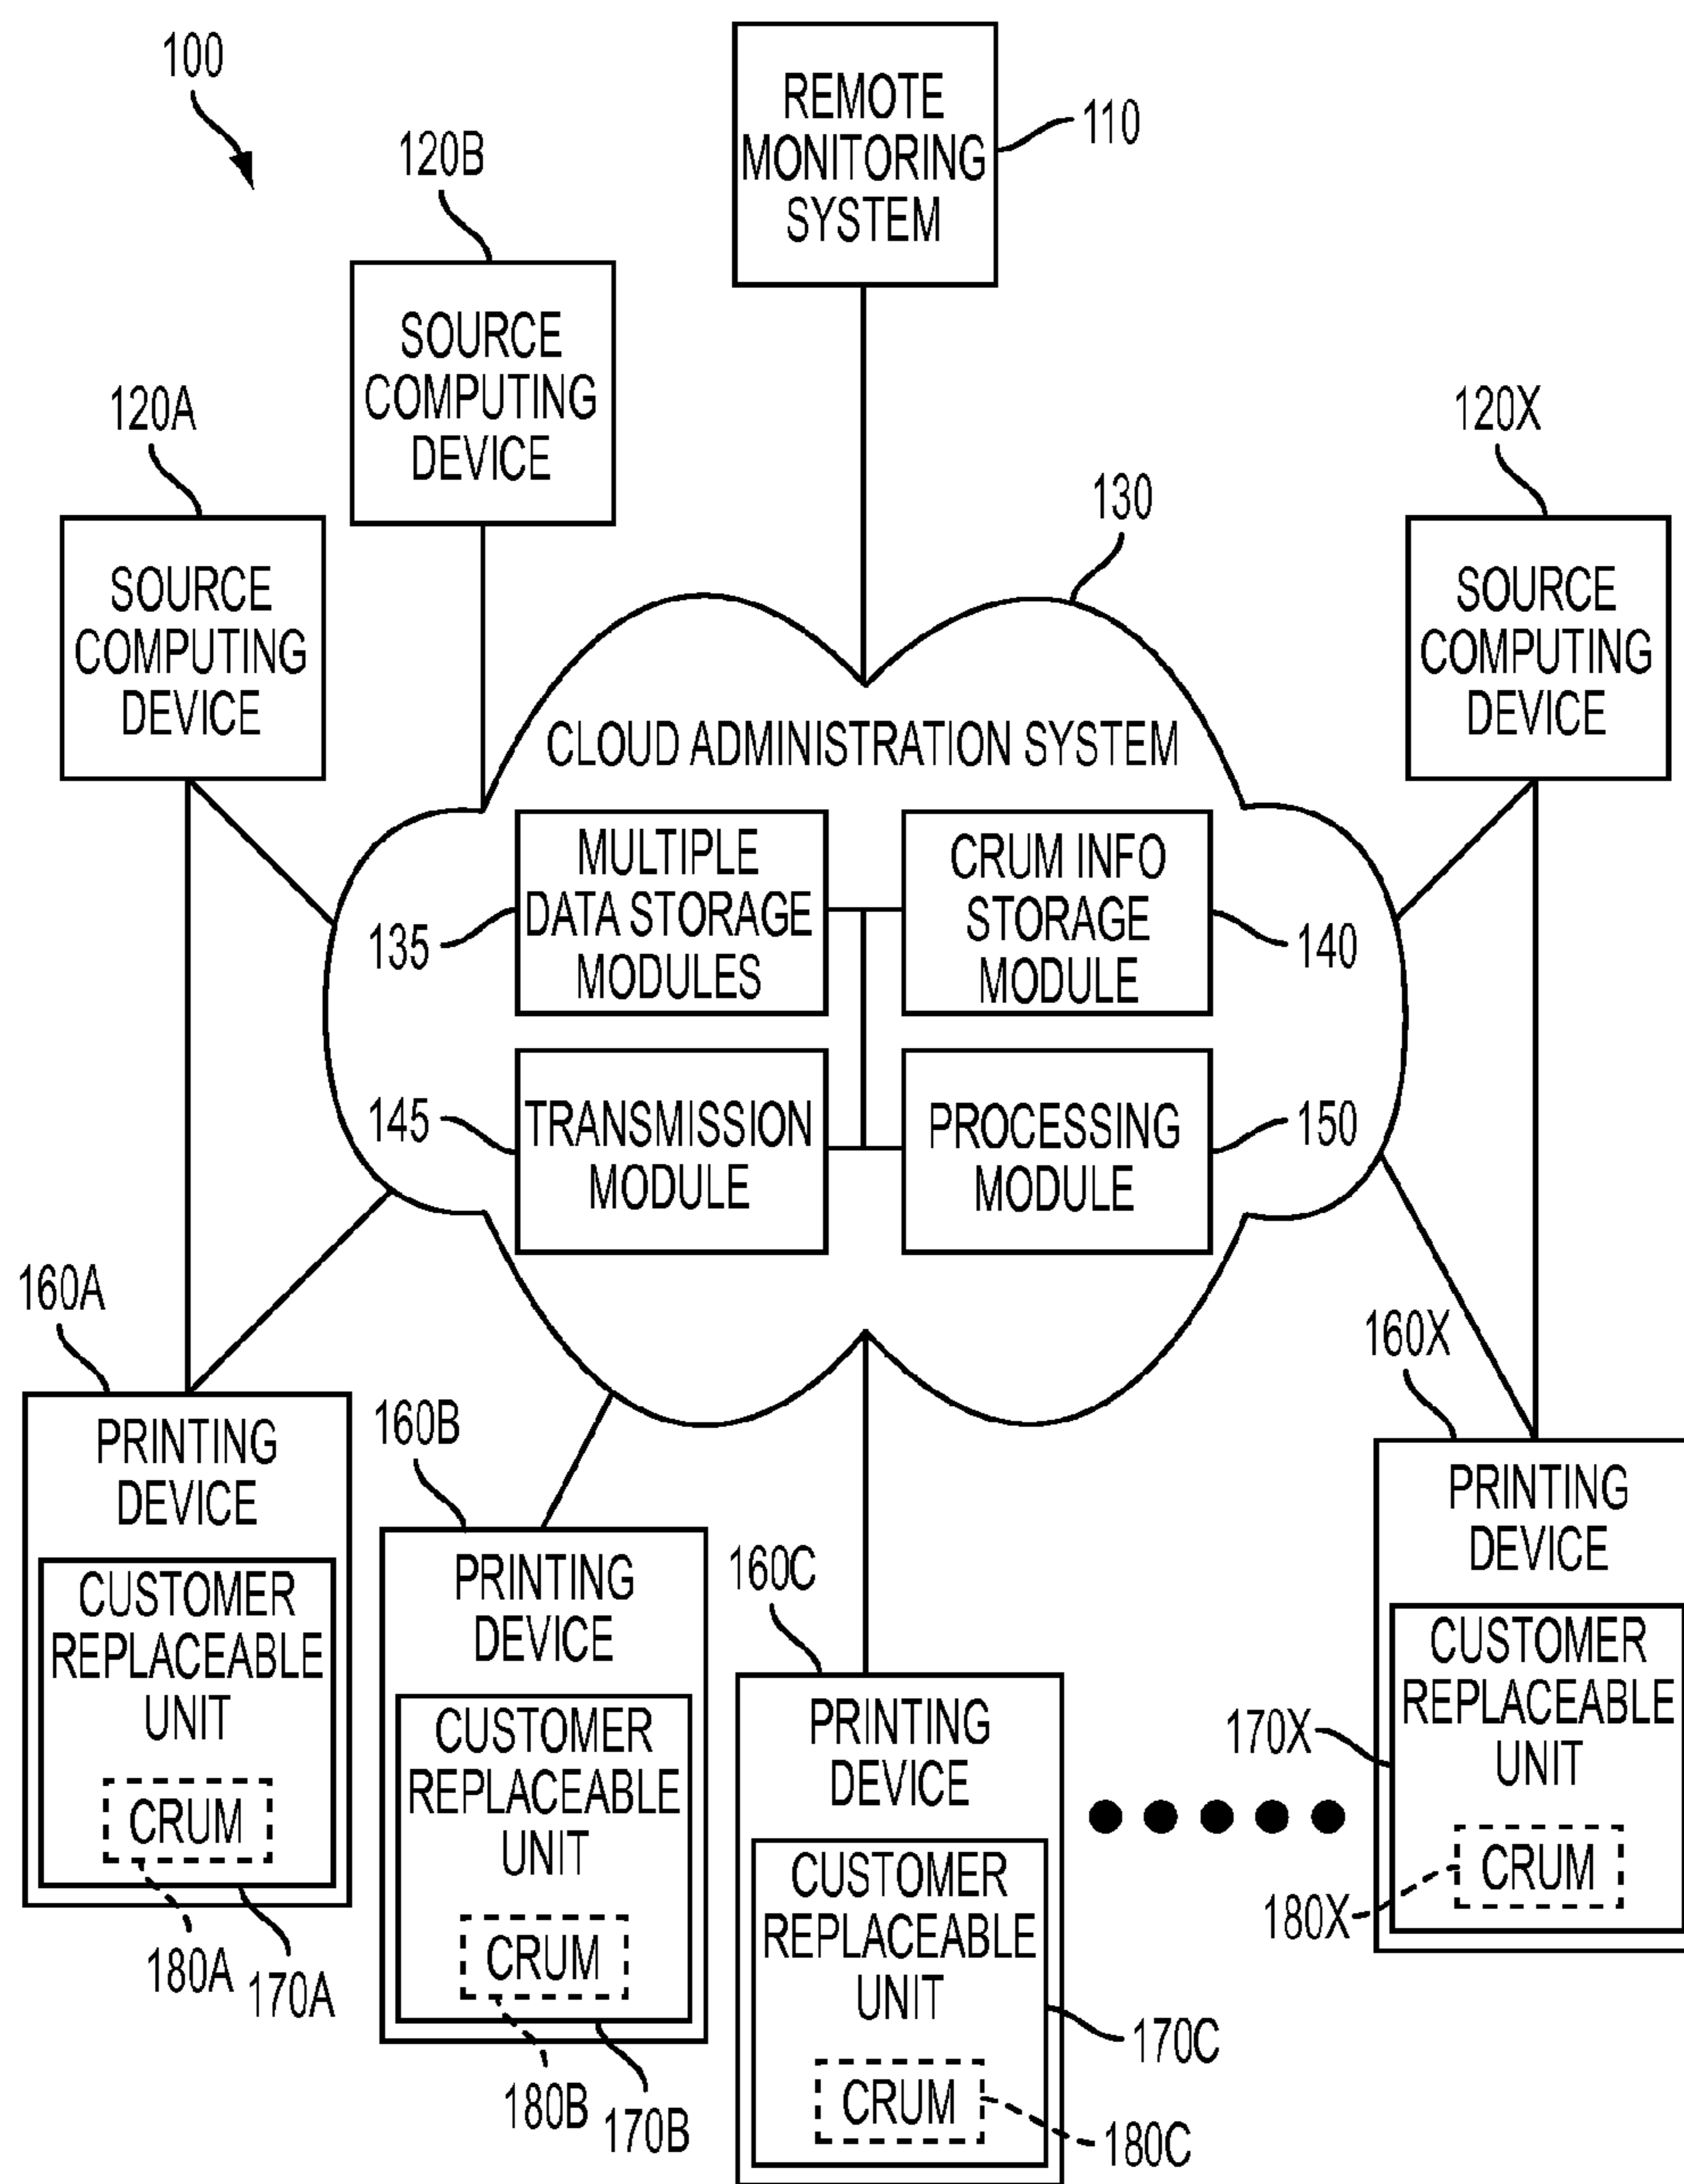 100
REMOTE
MONITORING
SYSTEM
110
120B
SOURCE
COMPUTING
DEVICE
120A
SOURCE
COMPUTING
DEVICE
120X
SOURCE
COMPUTING
DEVICE
130
CLOUD ADMINISTRATION SYSTEM
MULTIPLE
DATA STORAGE
MODULES
135
CRUM INFO
STORAGE
MODULE
140
145
TRANSMISSION
MODULE
PROCESSING
MODULE
150
160A
PRINTING
DEVICE
CUSTOMER
REPLACEABLE
UNIT
CRUM
180A
170A
160B
PRINTING
DEVICE
CUSTOMER
REPLACEABLE
UNIT
CRUM
180B
170B
160C
PRINTING
DEVICE
CUSTOMER
REPLACEABLE
UNIT
CRUM
170C
180C
160X
PRINTING
DEVICE
CUSTOMER
REPLACEABLE
UNIT
CRUM
170X
180X